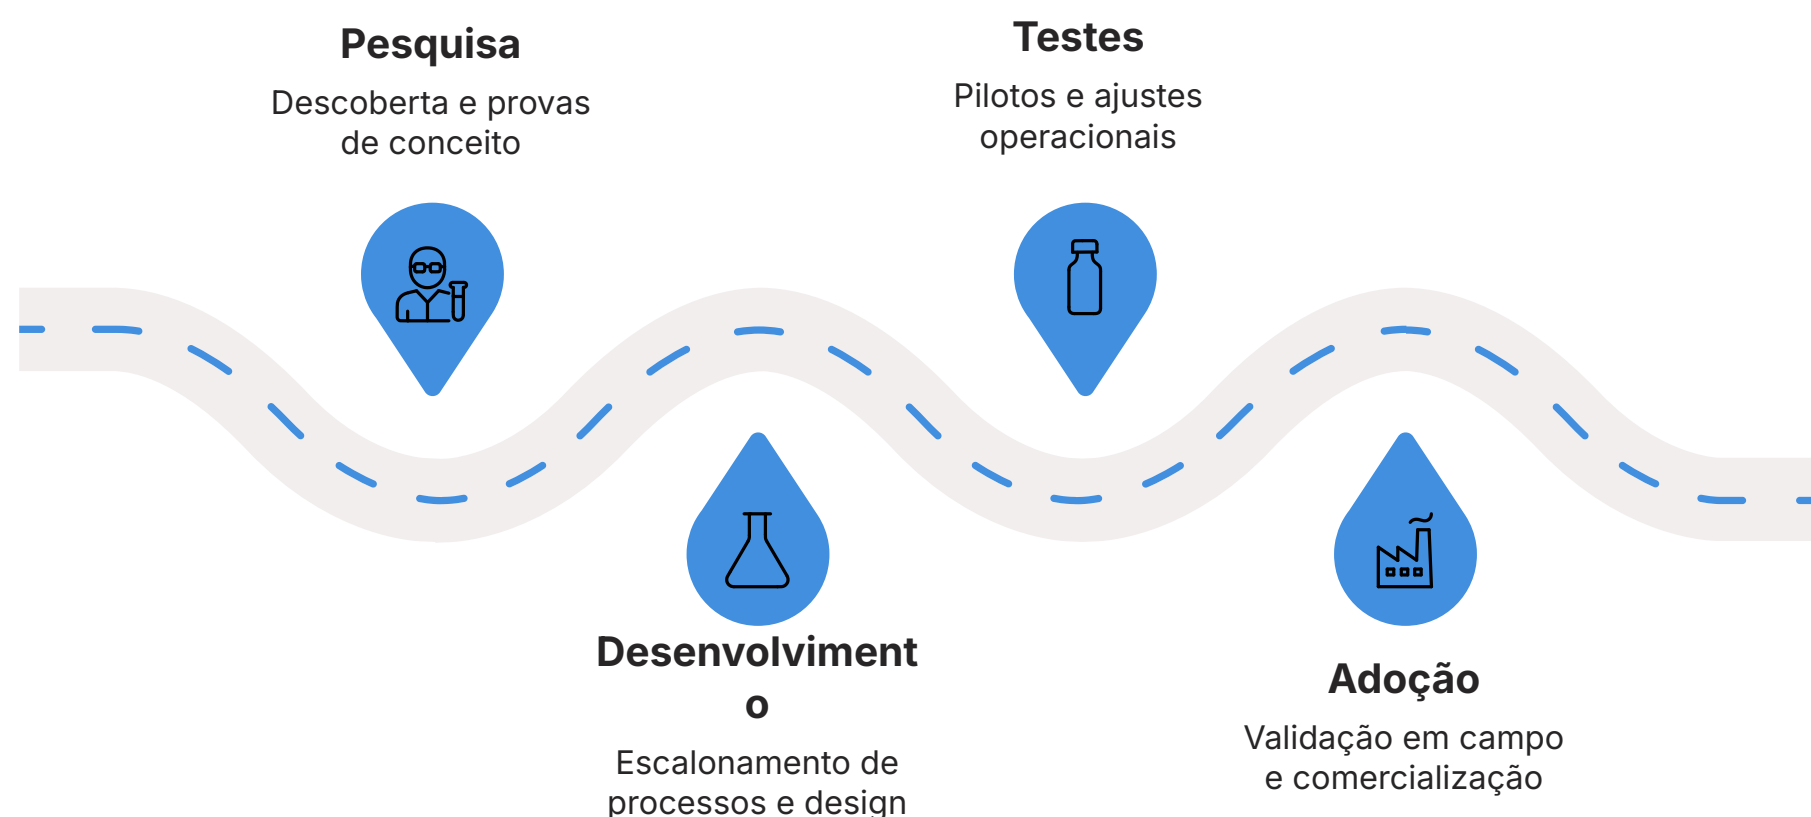 Pesquisa
Descoberta e provas
de conceito
Testes
Pilotos e ajustes
operacionais
Desenvolviment
o
Escalonamento de
processos e design
Adoção
Validação em campo
e comercialização